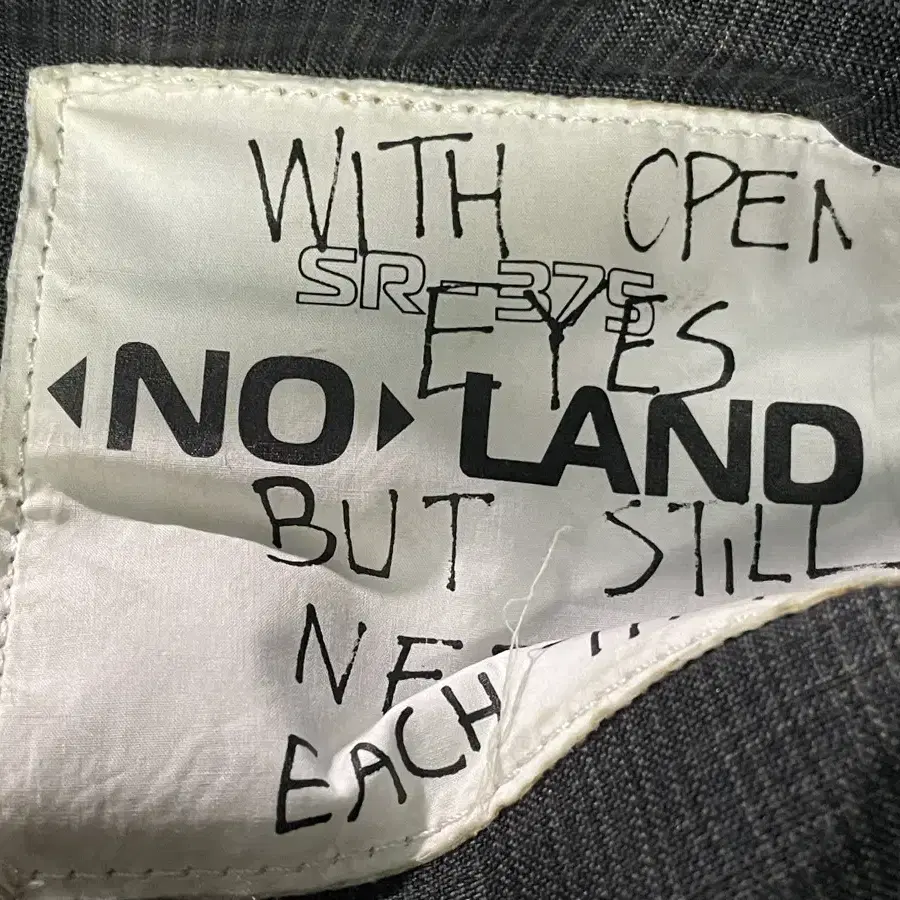 WITH OPEN
SR-375
EYES
NO LAND
BUT STILL
EACH